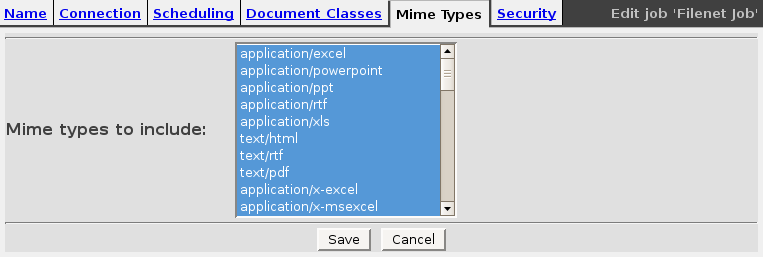 Name Connection Scheduling Document Classes Mime Types Security Edit job 'Filenet Job'
application/excel
application/powerpoint
application/ppt
application/rtf
application/xls
Mime types to include:
text/html
text/rtf
text/pdf
application/x-excel
application/x-msexcel
Save Cancel